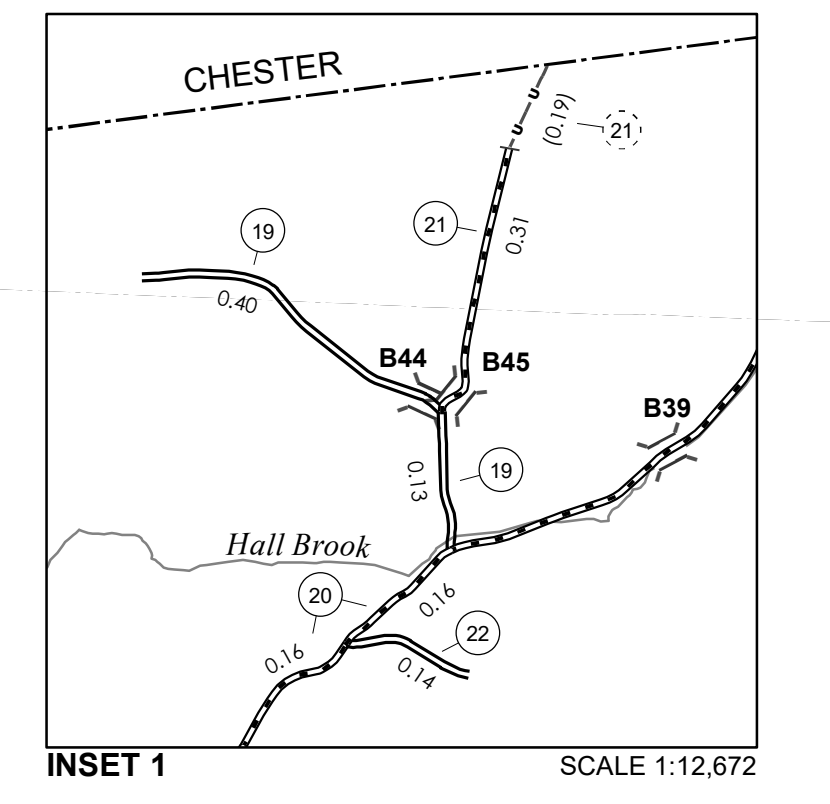 CHESTER
U
U
(0.19)
21
21
0.31
19
0.40
B44
B45
B39
0.13
19
Hall Brook
20
0.16
22
0.16
0.14
INSET 1
SCALE 1:12,672